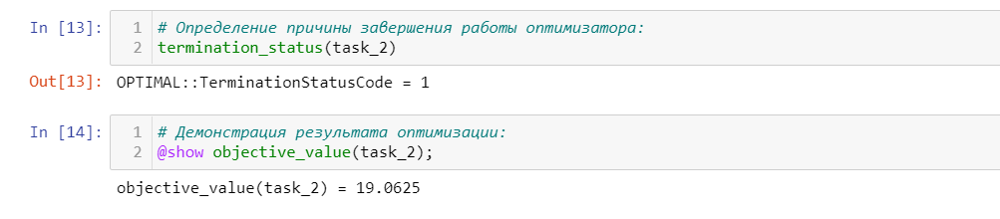 In [13]: 1 # Определение причины завершения работы оптимизатора:
2 termination_status(task_2)
Out[13]: OPTIMAL::TerminationStatusCode = 1
In [14]: 1 # Демонстрация результата оптимизации:
2 @show objective_value(task_2);
objective_value(task_2) = 19.0625